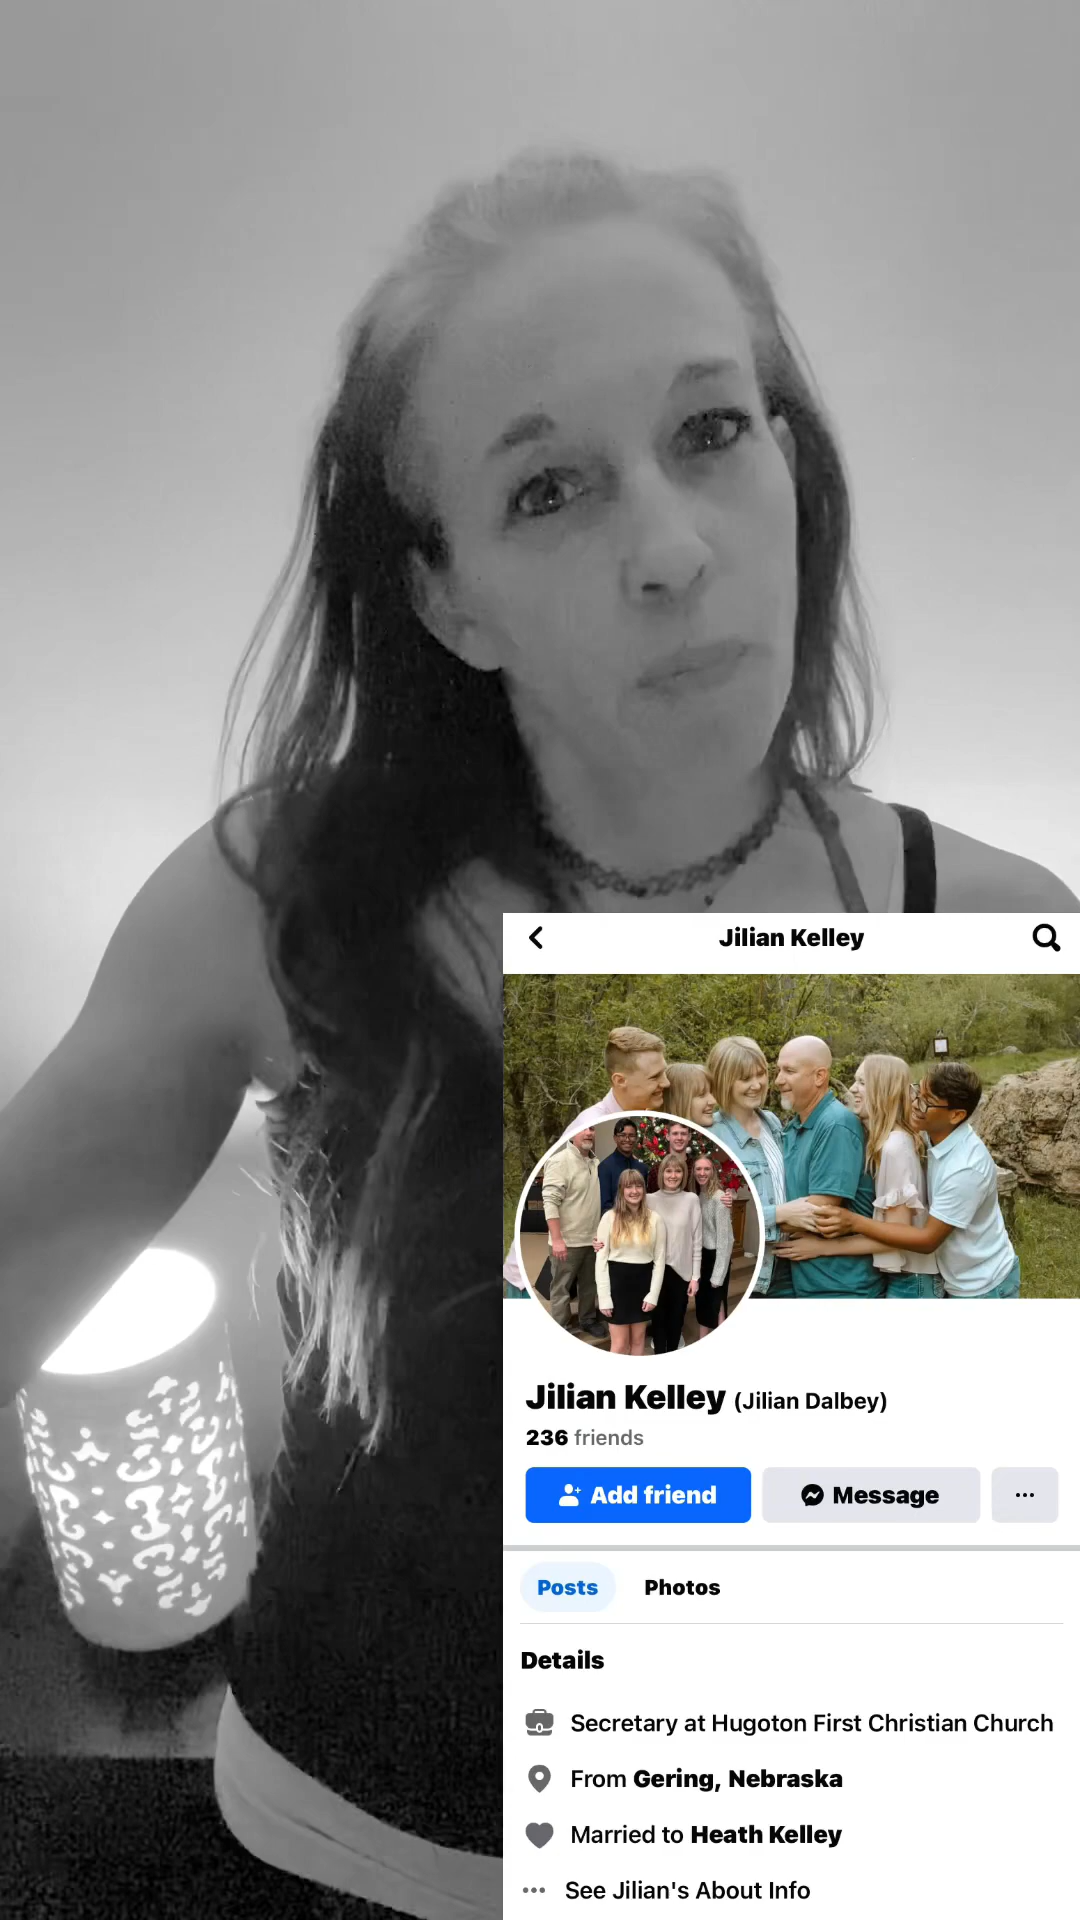 Jilian Kelley
Jilian Kelley (Jilian Dalbey)
236 friends
Add friend
Message
Posts
Photos
Details
Secretary at Hugoton First Christian Church
From Gering, Nebraska
Married to Heath Kelley
See Jilian's About Info